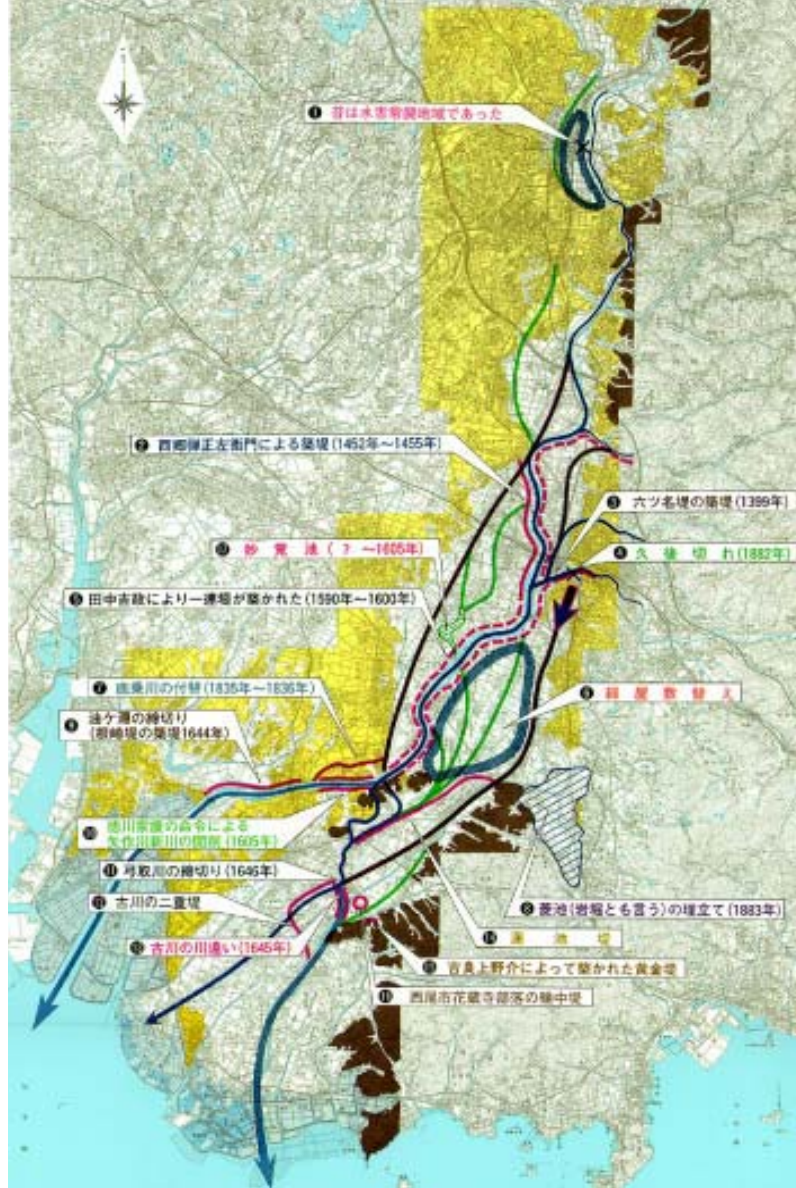 ❶ 昔は水害常襲地域であった
❷ 西郷弾正左衛門による築堤(1452年～1455年)
❸ 六ツ名堤の築堤(1399年)
❹ 久後切れ(1882年)
妙覚池(？～1605年)
❺ 田中吉政により一連堤が築かれた(1590年～1600年)
❼ 鹿乗川の付替(1835年～1836年)
❻ 替え
❾ 油ケ淵の締切り
(根崎堤の築堤1644年)
❿ 徳川家康の命令による
矢作川新川の開削(1605年)
⓫ 弓取川の締切り(1646年)
古川の二重堤
❽ 菱池(岩堀とも言う)の埋立て(1883年)
古川の川違い(1645年)
⓮ 切
吉良上野介によって築かれた黄金堤
西尾市花蔵寺部落の